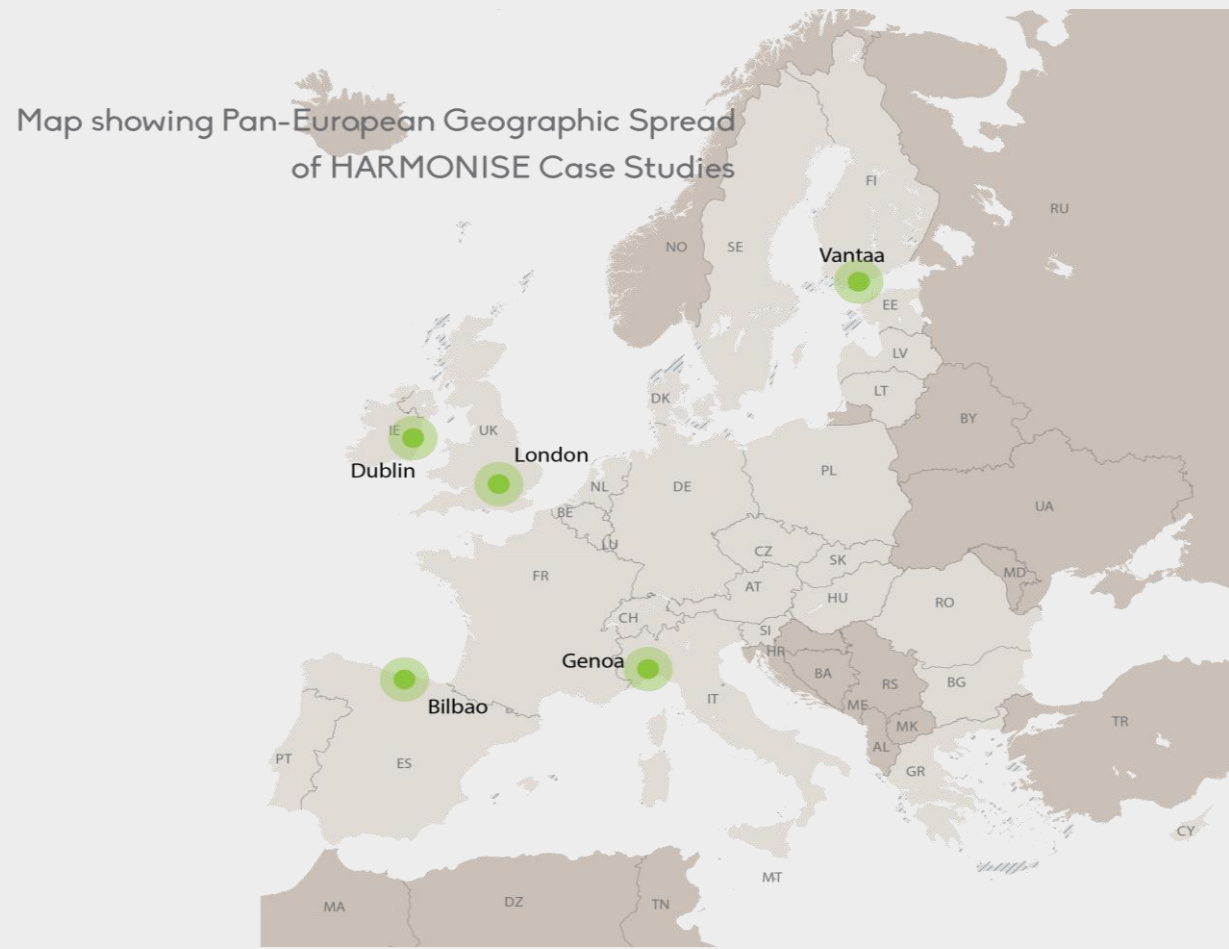 Map showing Pan-European Geographic Spread
of HARMONISE Case Studies
FI
RU
NO
SE
Vantaa
EE
LV
DK
LT
BY
IE
UK
London
Dublin
NL
DE
PL
BE
UA
LU
CZ
SK
FR
MD
AT
HU
RO
CH
SI
HR
Genoa
BA
RS
BG
IT
Bilbao
ME
MK
TR
AL
PT
ES
GR
CY
MT
MA
DZ
TN